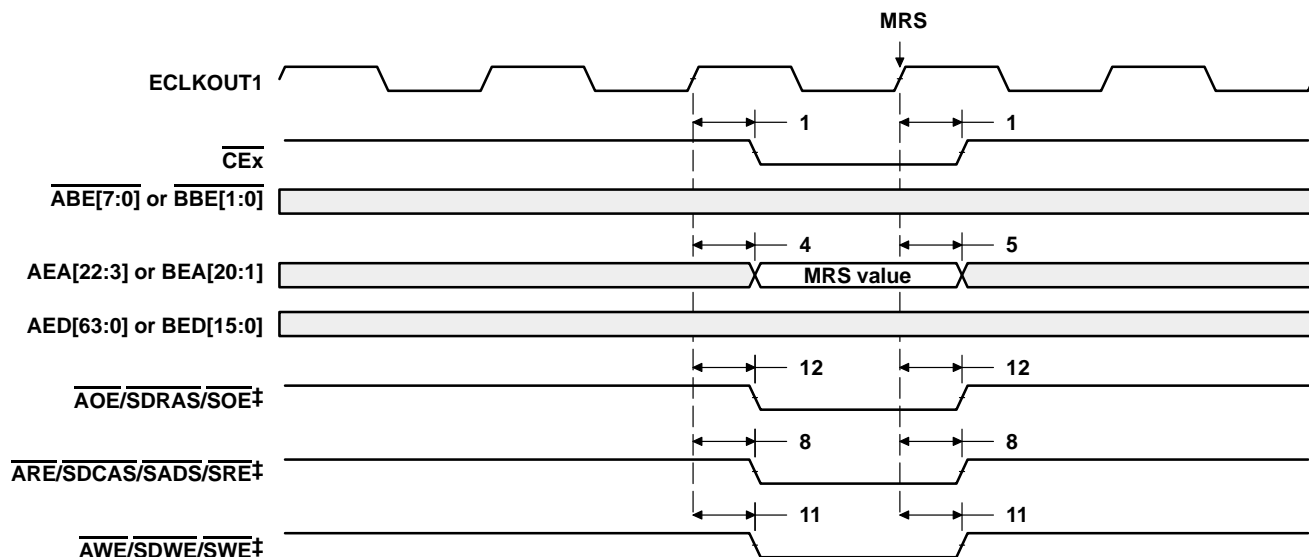 MRS
ECLKOUT1
1 1
CEx
ABE[7:0] or BBE[1:0]
4 5
AEA[22:3] or BEA[20:1] MRS value
AED[63:0] or BED[15:0]
12 12
AOE/SDRAS/SOE‡
8 8
ARE/SDCAS/SADS/SRE‡
11 11
AWE/SDWE/SWE‡